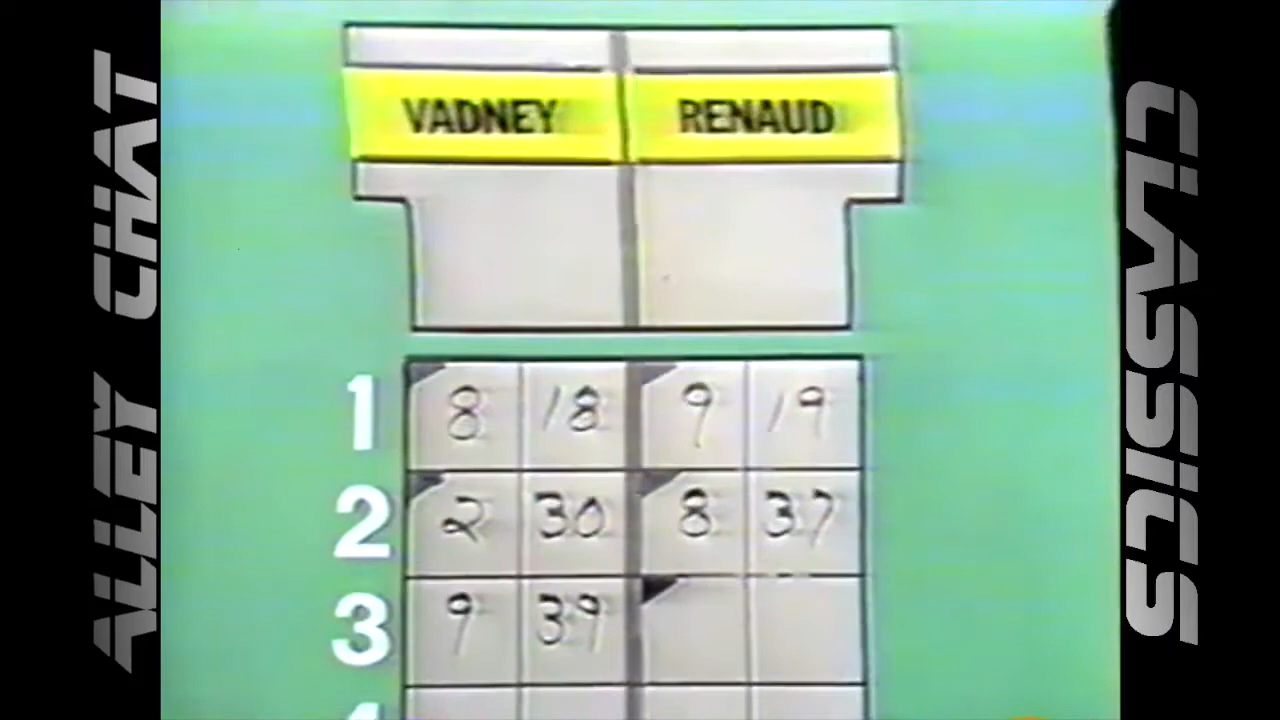 ALLEY CHAT
VADNEY RENAUD
1 8 18 9 19
2 2 30 8 37
3 9 39
CLASSICS